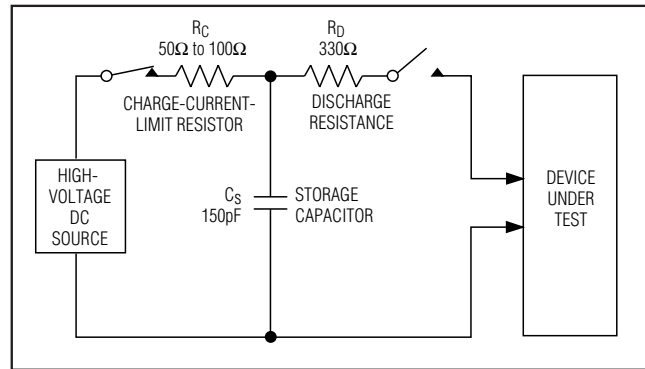 R_C
50Ω to 100Ω
CHARGE-CURRENT-
LIMIT RESISTOR
R_D
330Ω
DISCHARGE
RESISTANCE
HIGH-
VOLTAGE
DC
SOURCE
C_S
150pF
STORAGE
CAPACITOR
DEVICE
UNDER
TEST